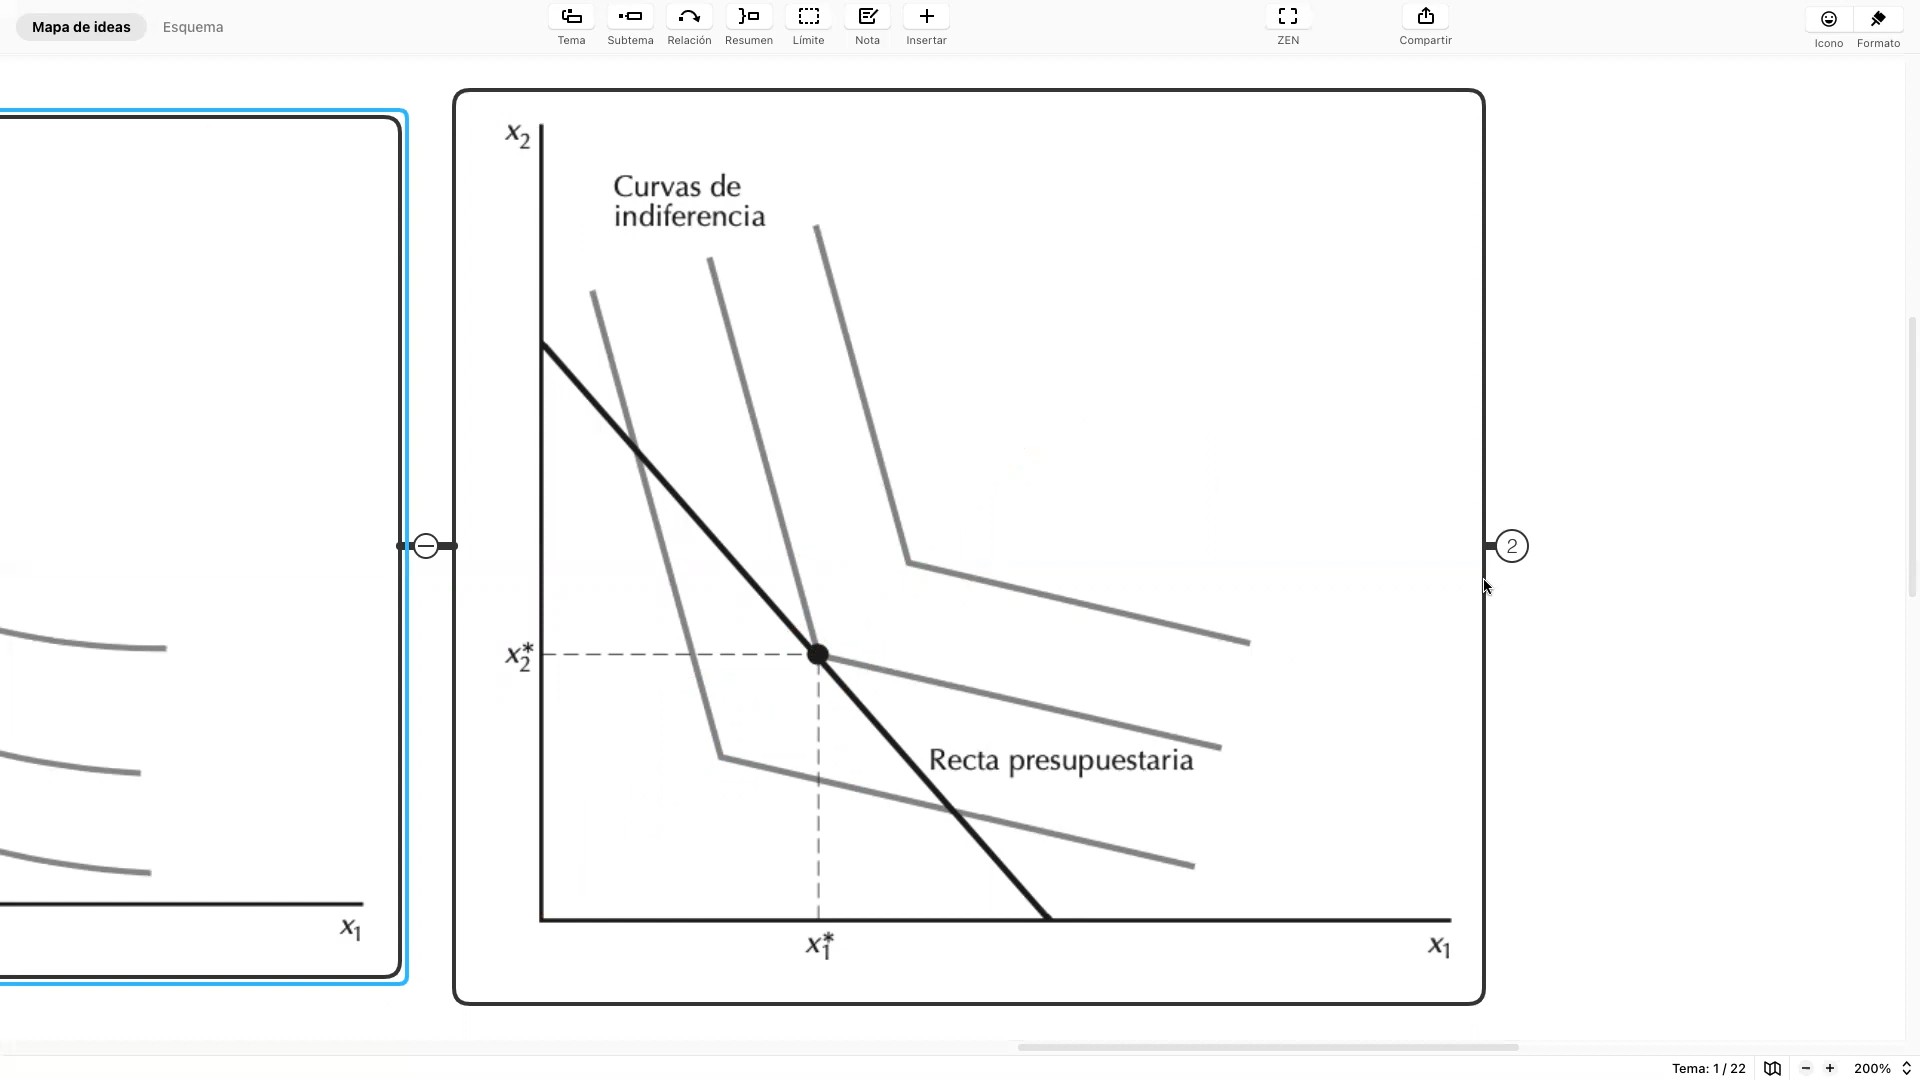 Mapa de ideas
Esquema
Tema
Subtema
Relación
Resumen
Límite
Nota
Insertar
ZEN
Compartir
Icono
Formato
x₂
Curvas de
indiferencia
x₂*
Recta presupuestaria
x₁*
x₁
x₁
2
Tema: 1 / 22
200%